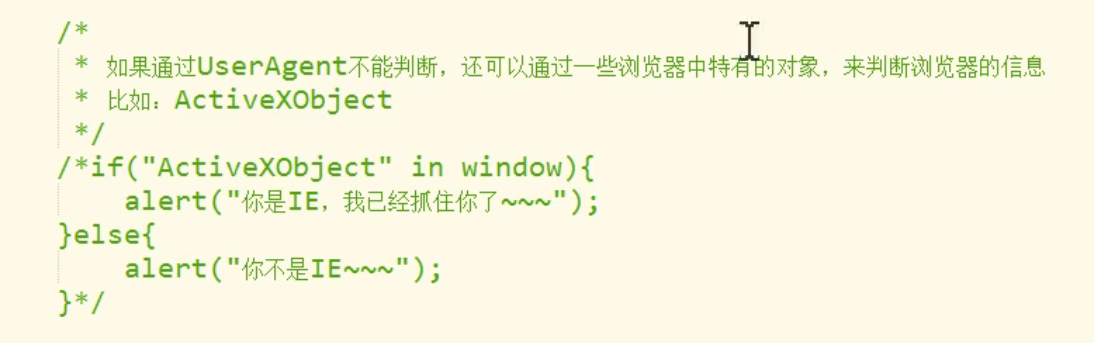 /*
 * 如果通过UserAgent不能判断，还可以通过一些浏览器中特有的对象，来判断浏览器的信息
 * 比如：ActiveXObject
 */
/*if("ActiveXObject" in window){
    alert("你是IE，我已经抓住你了~~~");
}else{
    alert("你不是IE~~~");
}*/